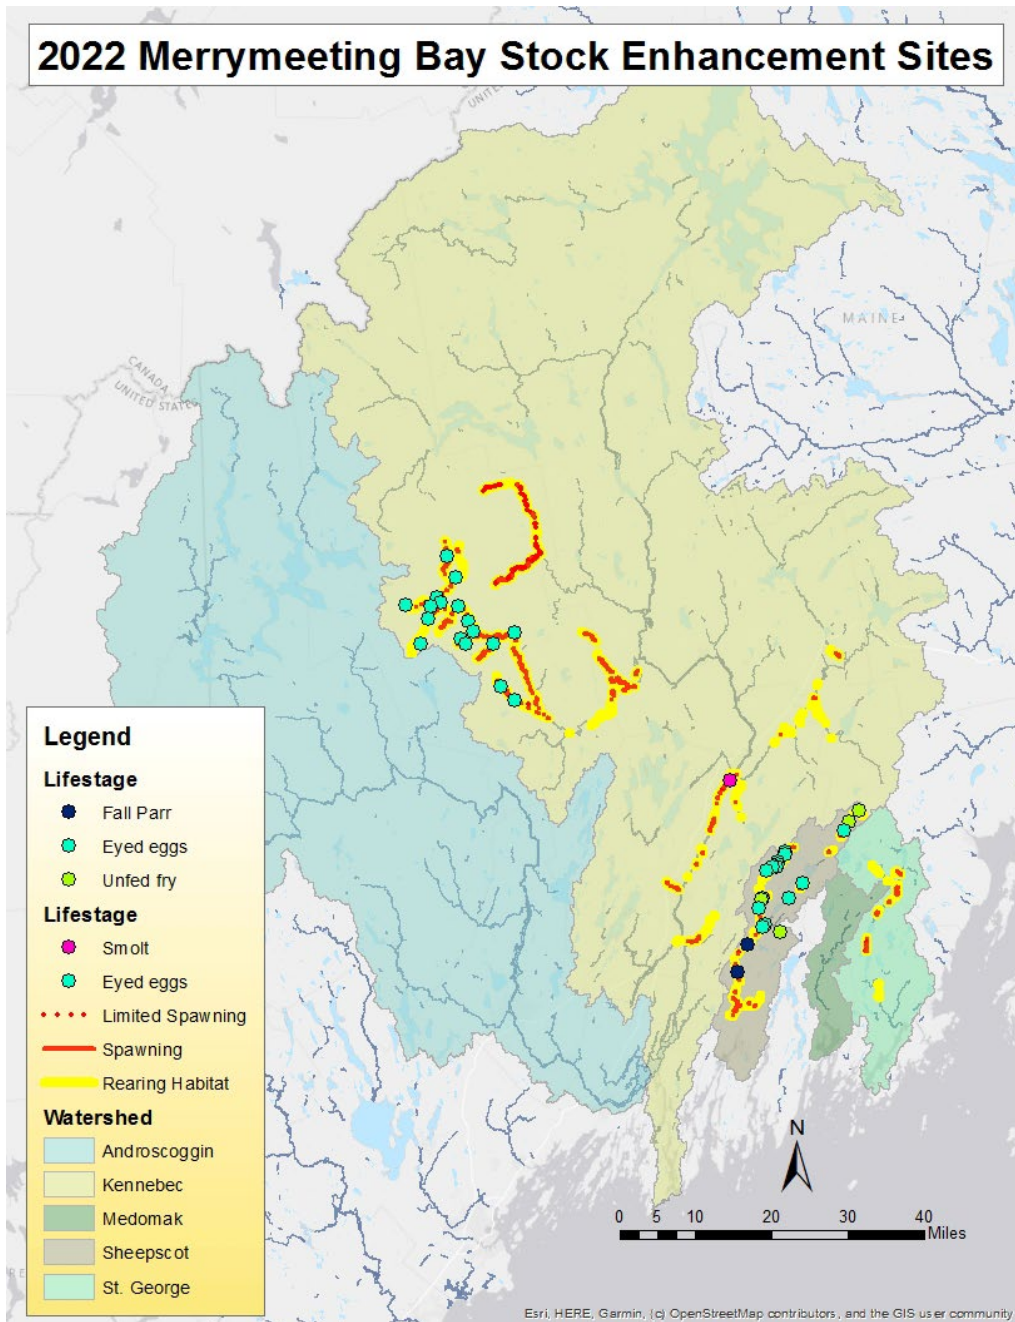 2022 Merrymeeting Bay Stock Enhancement Sites
UNITED
MAINE
CANADA
UNITED STATES
Legend
Lifestage
Fall Parr
Eyed eggs
Unfed fry
Lifestage
Smolt
Eyed eggs
Limited Spawning
Spawning
Rearing Habitat
Watershed
Androscoggin
Kennebec
Medomak
Sheepscot
St. George
N
0 5 10 20 30 40
Miles
Esri, HERE, Garmin, (c) OpenStreetMap contributors, and the GIS user community